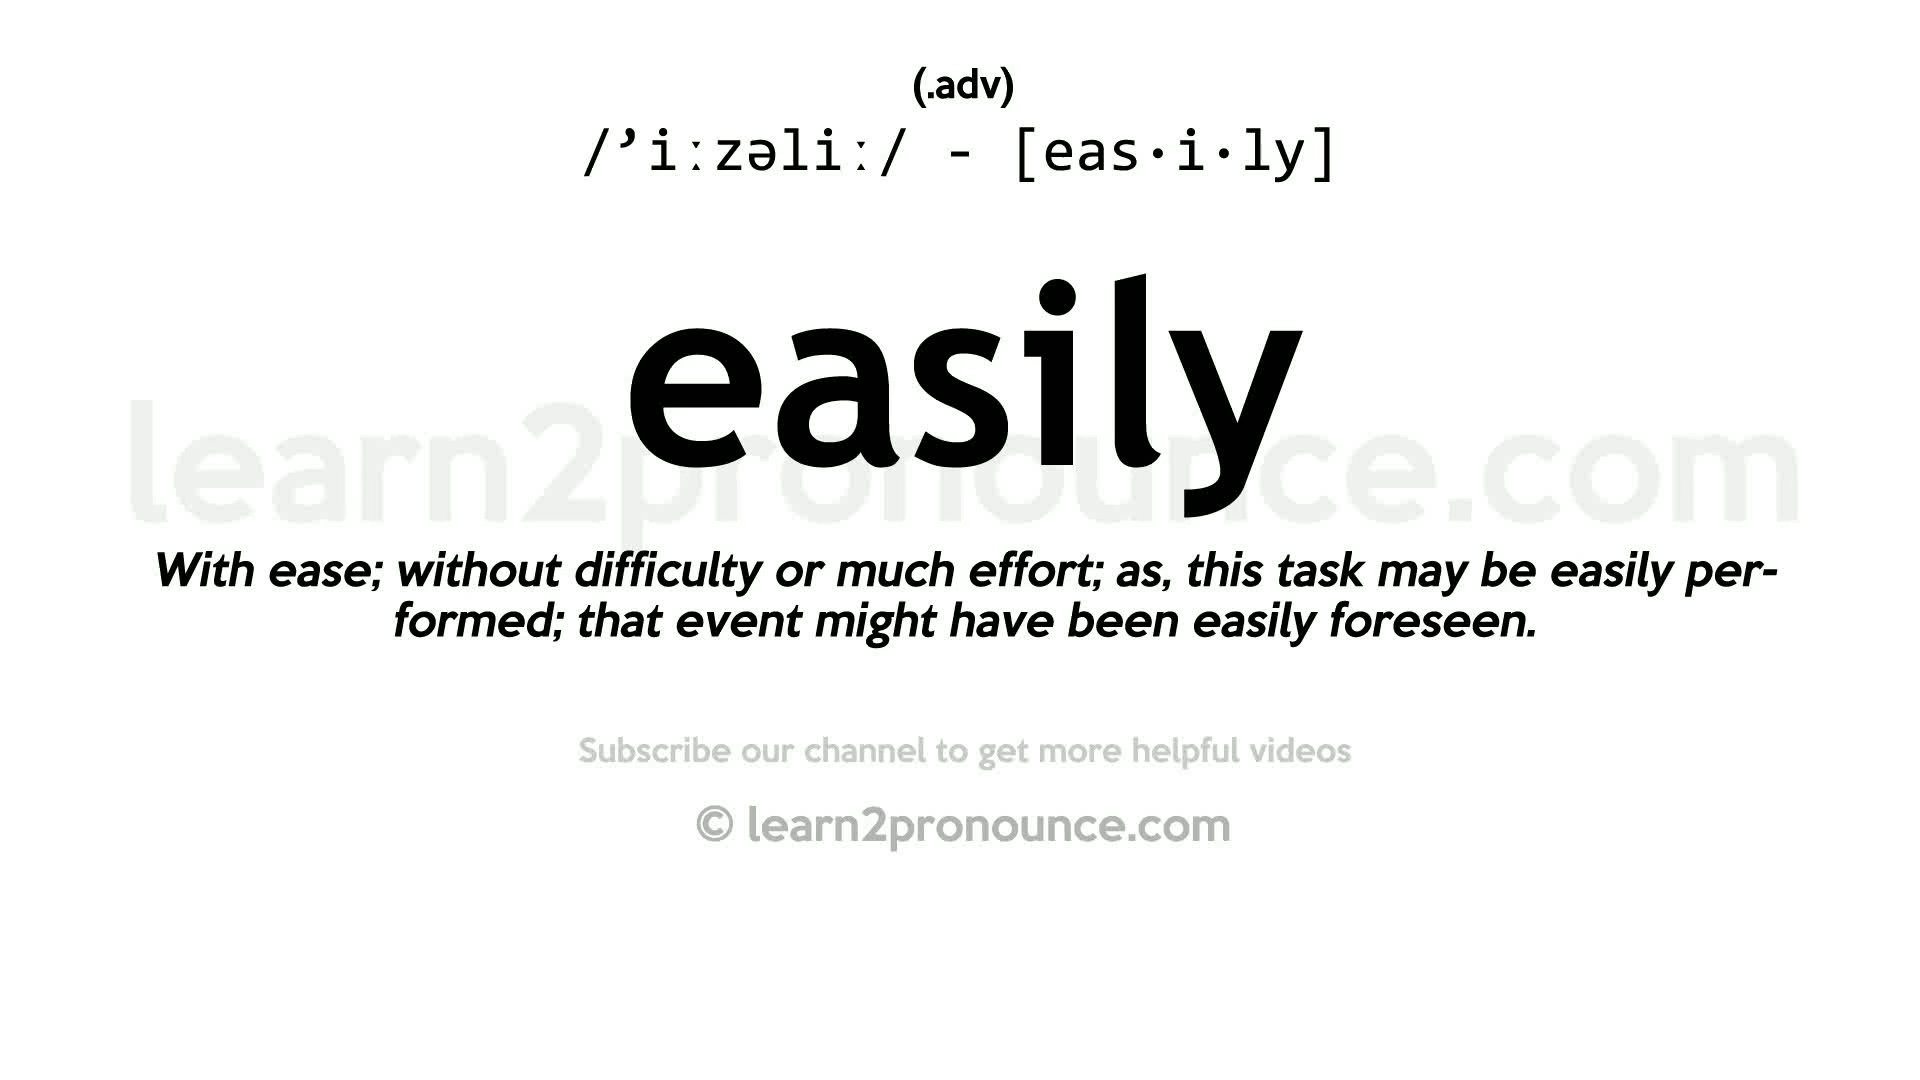 (.adv)
/’iːzəliː/ - [eas·i·ly]
easily
learn2pronounce.com
With ease; without difficulty or much effort; as, this task may be easily per-
formed; that event might have been easily foreseen.
Subscribe our channel to get more helpful videos
© learn2pronounce.com